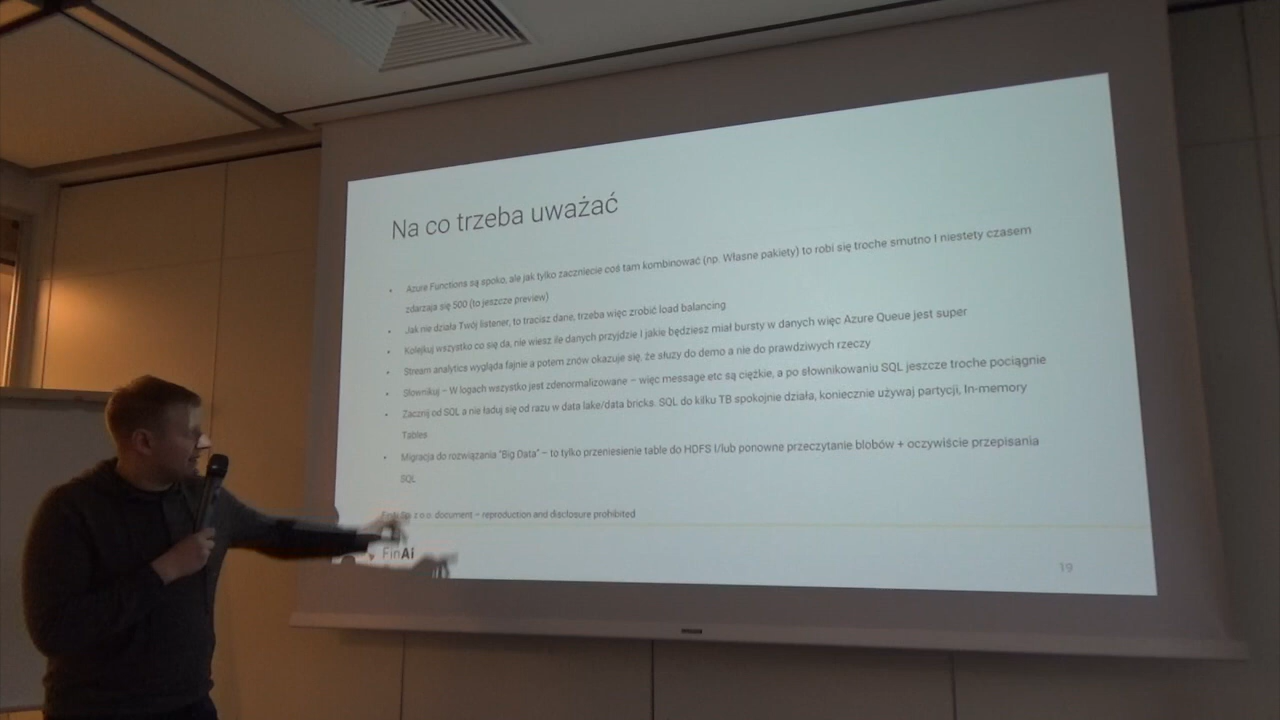 Na co trzeba uważać
• Azure Functions są spoko, ale jak tylko zaczniecie coś tam kombinować (np. Własne pakiety) to robi się troche smutno I niestety czasem
zdarzaja się 500 (to jeszcze preview)
• Jak nie działa Twój listener, to tracisz dane, trzeba więc zrobić load balancing
• Kolejkuj wszystko co się da, nie wiesz ile danych przyjdzie I jakie będziesz miał bursty w danych więc Azure Queue jest super
• Stream analytics wygląda fajnie a potem znów okazuje się, że służy do demo a nie do prawdziwych rzeczy
• Słownikuj – W logach wszystko jest zdenormalizowane – więc message etc są ciężkie, a po słownikowaniu SQL jeszcze troche pociągnie
• Zacznij od SQL a nie ładuj się od razu w data lake/data bricks. SQL do kilku TB spokojnie działa, koniecznie używaj partycji, In-memory
Tables
• Migracja do rozwiązania "Big Data" – to tylko przeniesienie table do HDFS I/lub ponowne przeczytanie blobów + oczywiście przepisania
SQL
Sp. z o.o. document – reproduction and disclosure prohibited
FinAi
19